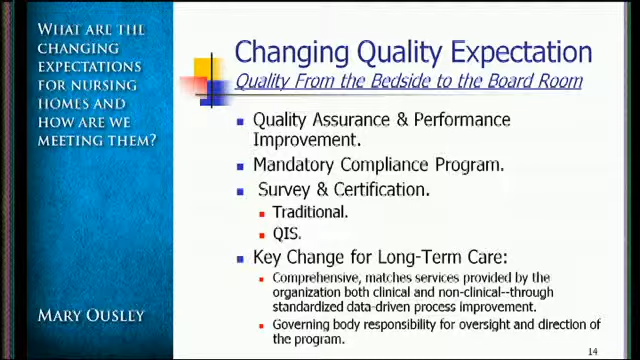 WHAT ARE THE
CHANGING
EXPECTATIONS
FOR NURSING
HOMES AND
HOW ARE WE
MEETING THEM?
MARY OUSLEY
Changing Quality Expectation
Quality From the Bedside to the Board Room
Quality Assurance & Performance
Improvement.
Mandatory Compliance Program.
Survey & Certification.
Traditional.
QIS.
Key Change for Long-Term Care:
Comprehensive, matches services provided by the
organization both clinical and non-clinical--through
standardized data-driven process improvement.
Governing body responsibility for oversight and direction of
the program.
14